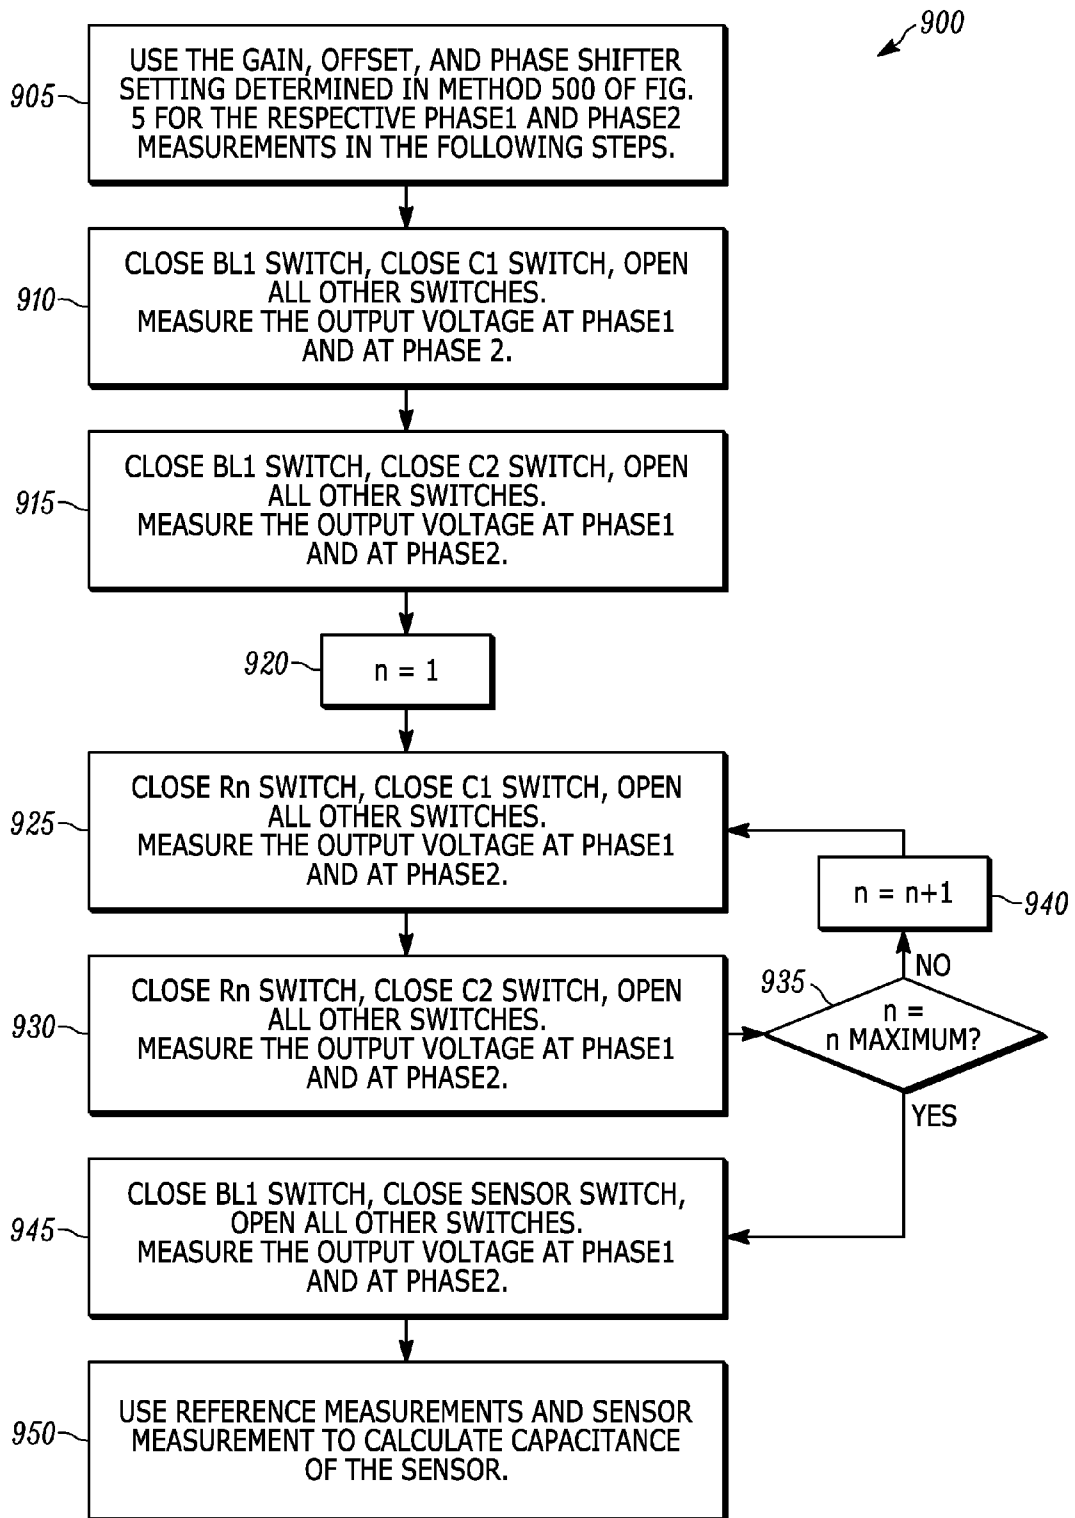 900
905
USE THE GAIN, OFFSET, AND PHASE SHIFTER
SETTING DETERMINED IN METHOD 500 OF FIG.
5 FOR THE RESPECTIVE PHASE1 AND PHASE2
MEASUREMENTS IN THE FOLLOWING STEPS.
910
CLOSE BL1 SWITCH, CLOSE C1 SWITCH, OPEN
ALL OTHER SWITCHES.
MEASURE THE OUTPUT VOLTAGE AT PHASE1
AND AT PHASE 2.
915
CLOSE BL1 SWITCH, CLOSE C2 SWITCH, OPEN
ALL OTHER SWITCHES.
MEASURE THE OUTPUT VOLTAGE AT PHASE1
AND AT PHASE2.
920
n = 1
925
CLOSE Rn SWITCH, CLOSE C1 SWITCH, OPEN
ALL OTHER SWITCHES.
MEASURE THE OUTPUT VOLTAGE AT PHASE1
AND AT PHASE2.
n = n+1
940
930
CLOSE Rn SWITCH, CLOSE C2 SWITCH, OPEN
ALL OTHER SWITCHES.
MEASURE THE OUTPUT VOLTAGE AT PHASE1
AND AT PHASE2.
NO
935
n =
n MAXIMUM?
YES
945
CLOSE BL1 SWITCH, CLOSE SENSOR SWITCH,
OPEN ALL OTHER SWITCHES.
MEASURE THE OUTPUT VOLTAGE AT PHASE1
AND AT PHASE2.
950
USE REFERENCE MEASUREMENTS AND SENSOR
MEASUREMENT TO CALCULATE CAPACITANCE
OF THE SENSOR.